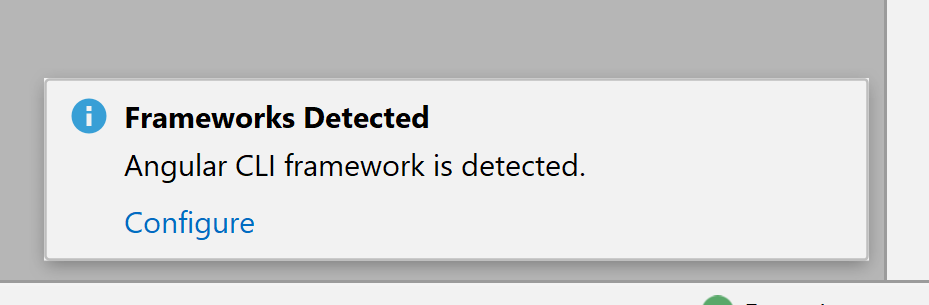 Frameworks Detected
Angular CLI framework is detected.
Configure